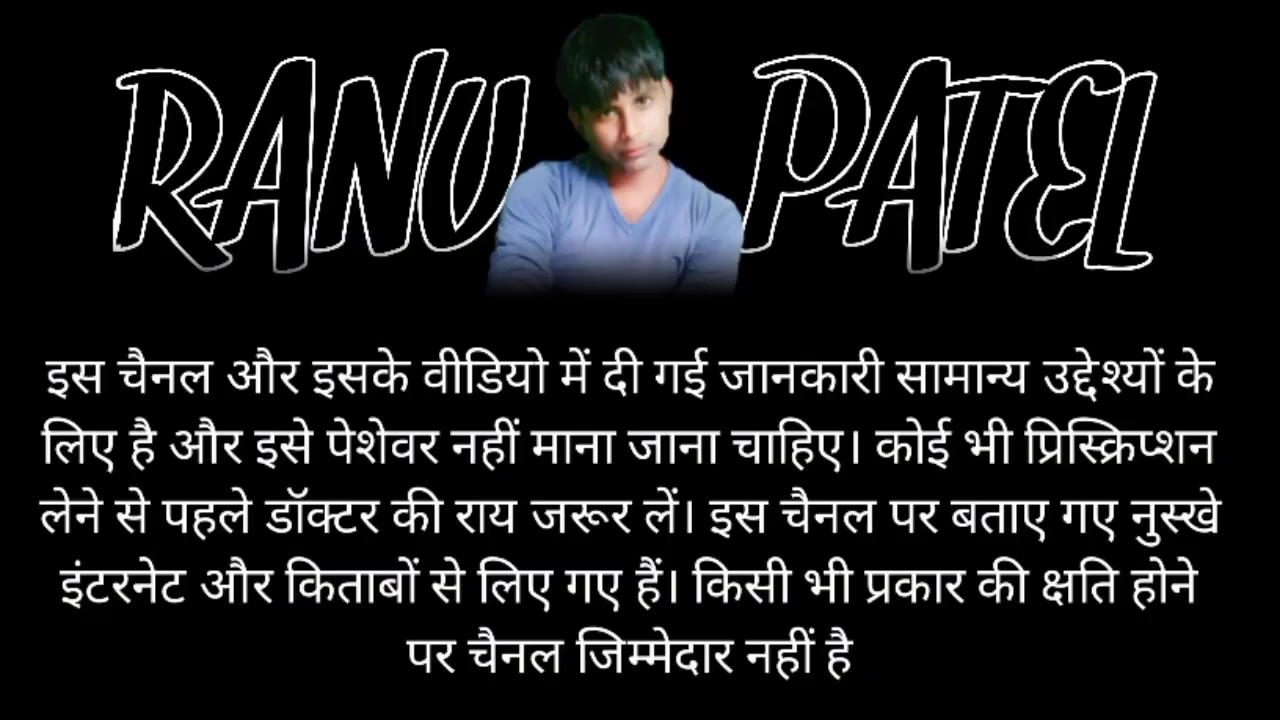 RANU PATEL
इस चैनल और इसके वीडियो में दी गई जानकारी सामान्य उद्देश्यों के
लिए है और इसे पेशेवर नहीं माना जाना चाहिए। कोई भी प्रिस्क्रिप्शन
लेने से पहले डॉक्टर की राय जरूर लें। इस चैनल पर बताए गए नुस्खे
इंटरनेट और किताबों से लिए गए हैं। किसी भी प्रकार की क्षति होने
पर चैनल जिम्मेदार नहीं है